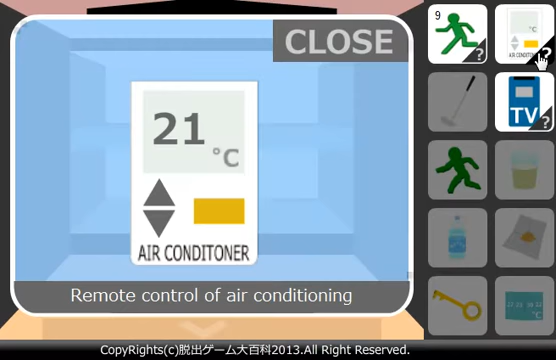 CLOSE
9
?
AIR CONDITONER
?
21
°C
TV
?
AIR CONDITONER
Remote control of air conditioning
CopyRights(c)脱出ゲーム大百科2013.All Right Reserved.